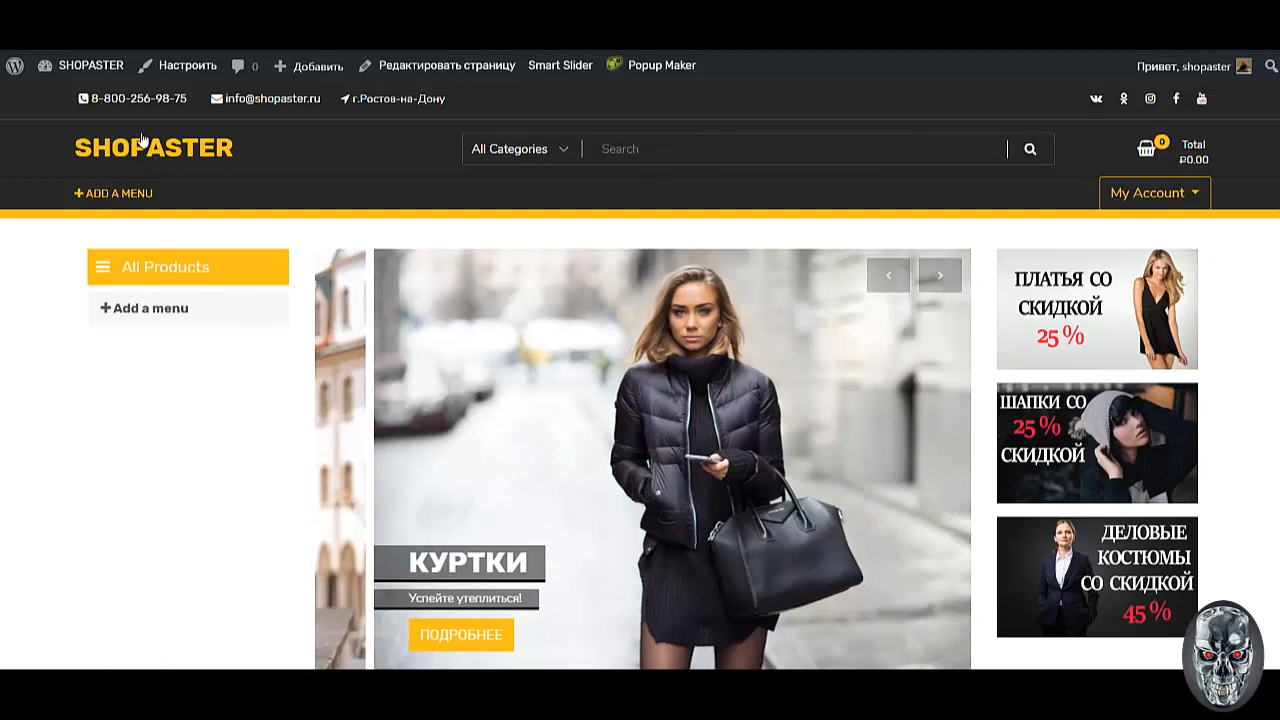 SHOPASTER Настроить 0 Добавить Редактировать страницу Smart Slider Popup Maker Привет, shopaster
8-800-256-98-75 info@shopaster.ru г.Ростов-на-Дону
SHOPASTER
All Categories Search
0
Total
₽0.00
ADD A MENU
My Account
All Products
Add a menu
КУРТКИ
Успейте утеплиться!
ПОДРОБНЕЕ
ПЛАТЬЯ СО
СКИДКОЙ
25 %
ШАПКИ СО
25 %
СКИДКОЙ
ДЕЛОВЫЕ
КОСТЮМЫ
СО СКИДКОЙ
45 %